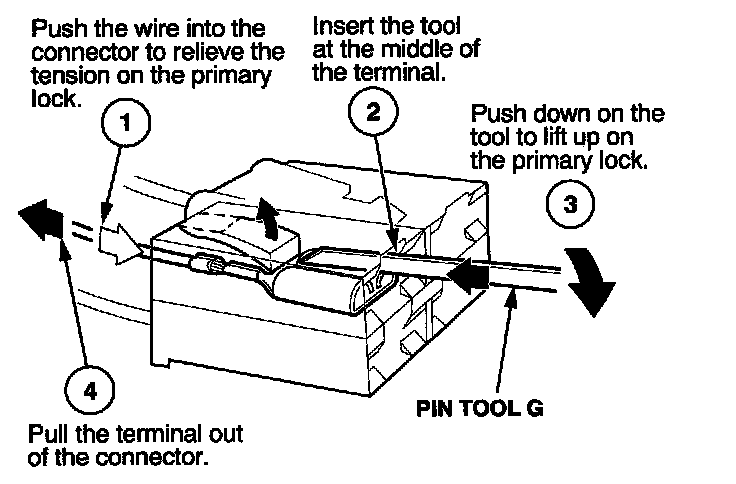 Push the wire into the
connector to relieve the
tension on the primary
lock.
1
Insert the tool
at the middle of
the terminal.
2
Push down on the
tool to lift up on
the primary lock.
3
4
Pull the terminal out
of the connector.
PIN TOOL G